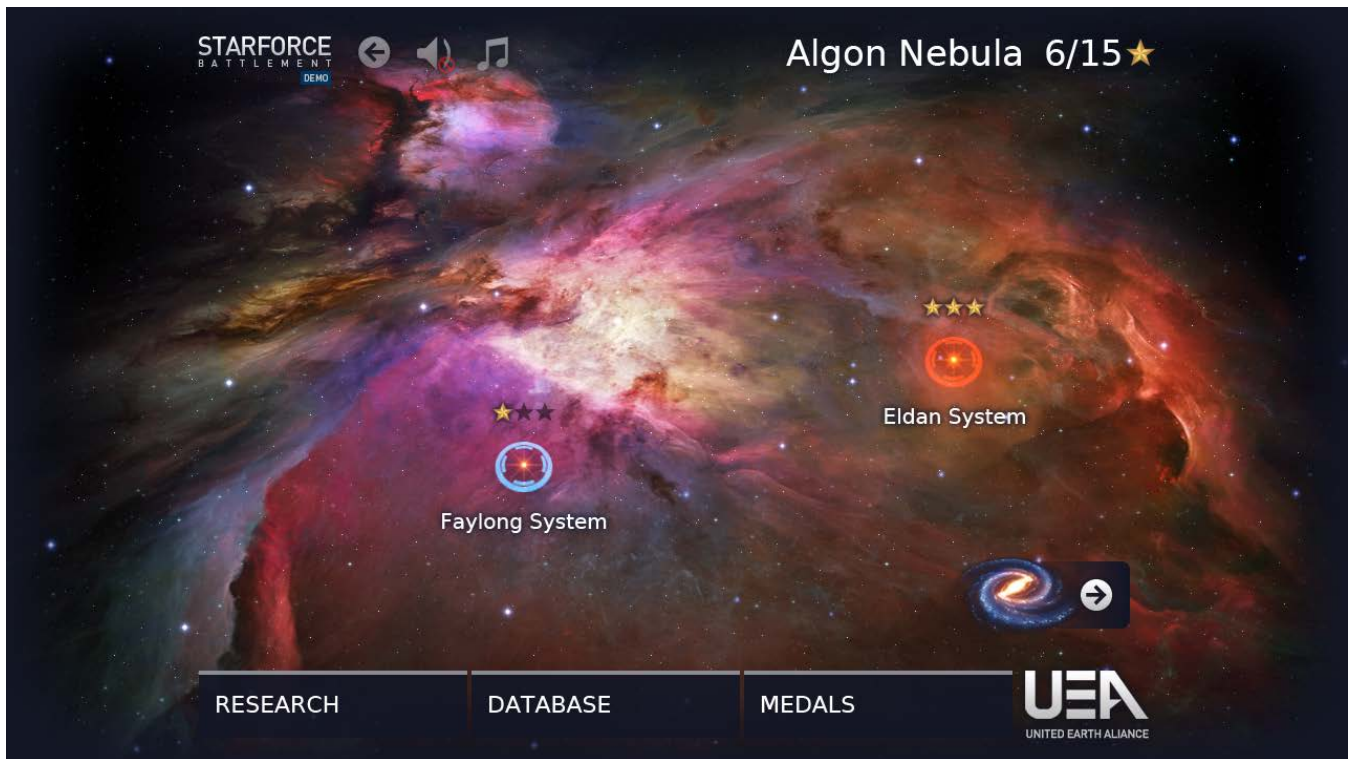 STARFORCE
BATTLEMENT
DEMO
Algon Nebula 6/15
Eldan System
Faylong System
RESEARCH
DATABASE
MEDALS
UEA
UNITED EARTH ALIANCE